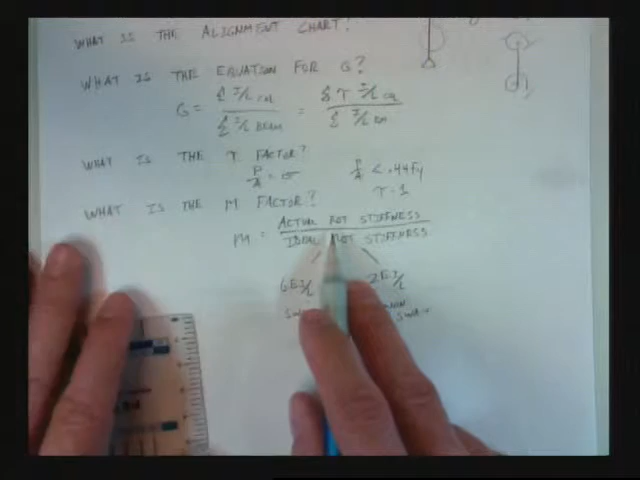 WHAT IS THE ALIGNMENT CHART?
WHAT IS THE EQUATION FOR G?
G = Σ I/L COL / Σ I/L BEAM = Σ τ I/L COL / Σ I/L BM
WHAT IS THE τ FACTOR?
P/A = σ P/A < .44Fy
τ = 1
WHAT IS THE M FACTOR?
M = ACTUAL ROT STIFFNESS / IDEAL ROT STIFFNESS
6EI/L 2EI/L